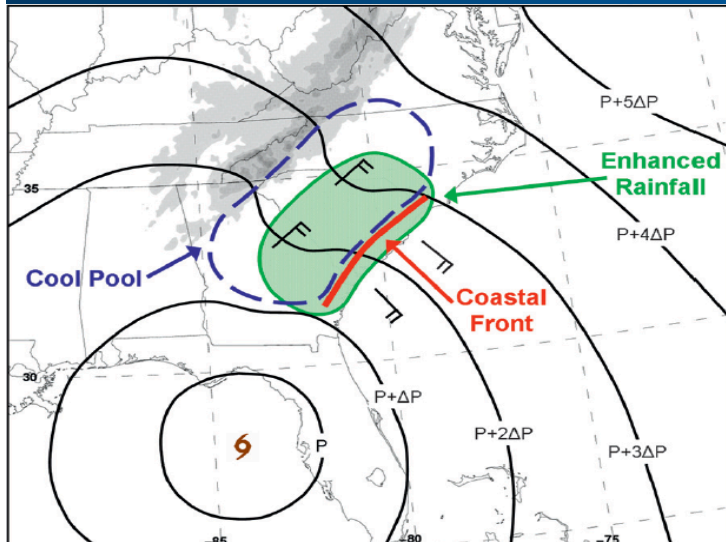 P+5ΔP
35
Enhanced
Rainfall
P+4ΔP
Cool Pool
Coastal
Front
30
P+ΔP
P
P+2ΔP
P+3ΔP
-85
-80
-75